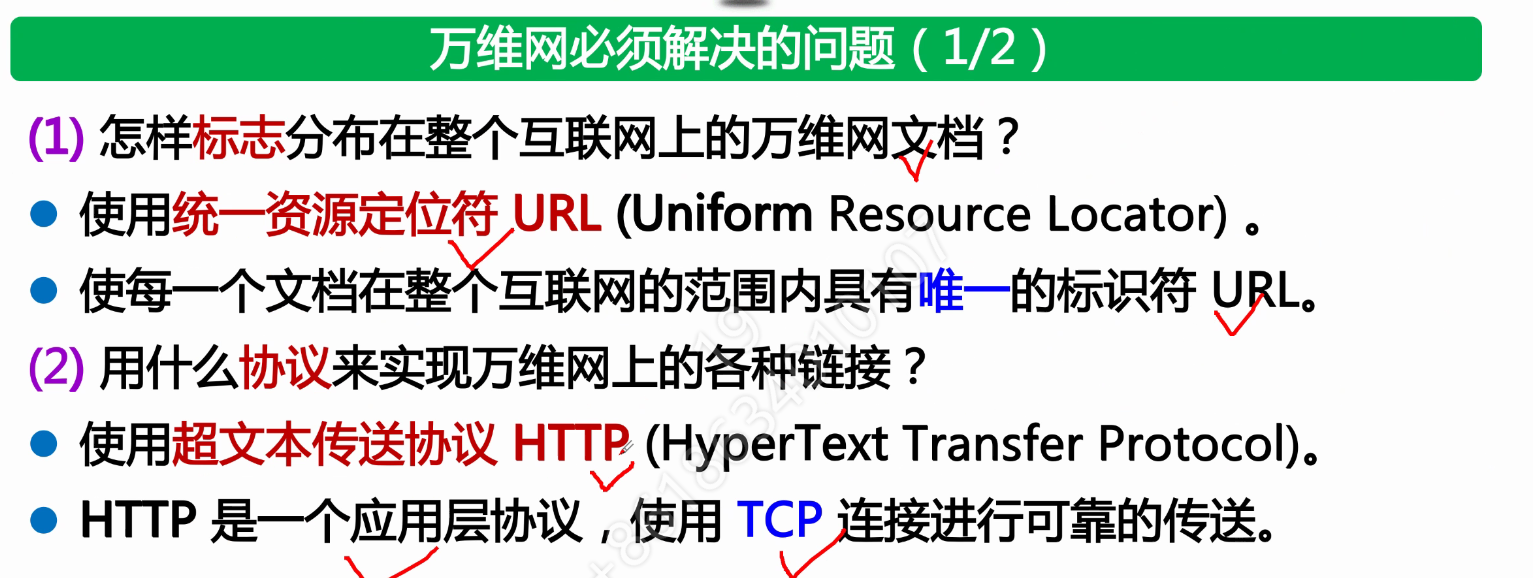 万维网必须解决的问题（1/2）
(1) 怎样标志分布在整个互联网上的万维网文档？
● 使用统一资源定位符 URL (Uniform Resource Locator) 。
● 使每一个文档在整个互联网的范围内具有唯一的标识符 URL。
(2) 用什么协议来实现万维网上的各种链接？
● 使用超文本传送协议 HTTP (HyperText Transfer Protocol)。
● HTTP 是一个应用层协议，使用 TCP 连接进行可靠的传送。